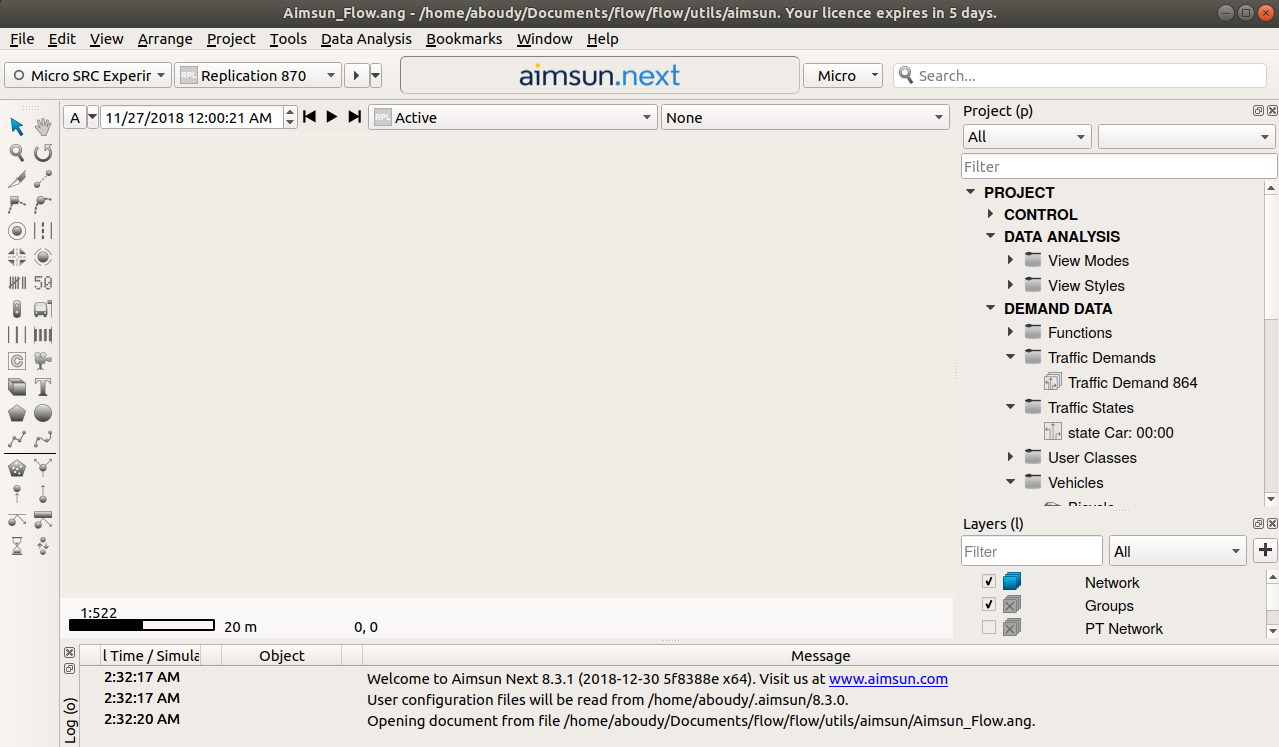 Aimsun_Flow.ang - /home/aboudy/Documents/flow/flow/utils/aimsun. Your licence expires in 5 days.
File Edit View Arrange Project Tools Data Analysis Bookmarks Window Help
Micro SRC Experir RPL Replication 870 aimsun.next Micro Search...
A 11/27/2018 12:00:21 AM RPL Active None
50
C
T
Project (p)
All
Filter
PROJECT
CONTROL
DATA ANALYSIS
View Modes
View Styles
DEMAND DATA
Functions
Traffic Demands
Traffic Demand 864
Traffic States
state Car: 00:00
User Classes
Vehicles
Bicycle
Layers (l)
Filter All
Network
Groups
PT Network
1:522
20 m 0, 0
Log (o)
l Time / Simula Object Message
2:32:17 AM Welcome to Aimsun Next 8.3.1 (2018-12-30 5f8388e x64). Visit us at www.aimsun.com
2:32:17 AM User configuration files will be read from /home/aboudy/.aimsun/8.3.0.
2:32:20 AM Opening document from file /home/aboudy/Documents/flow/flow/utils/aimsun/Aimsun_Flow.ang.